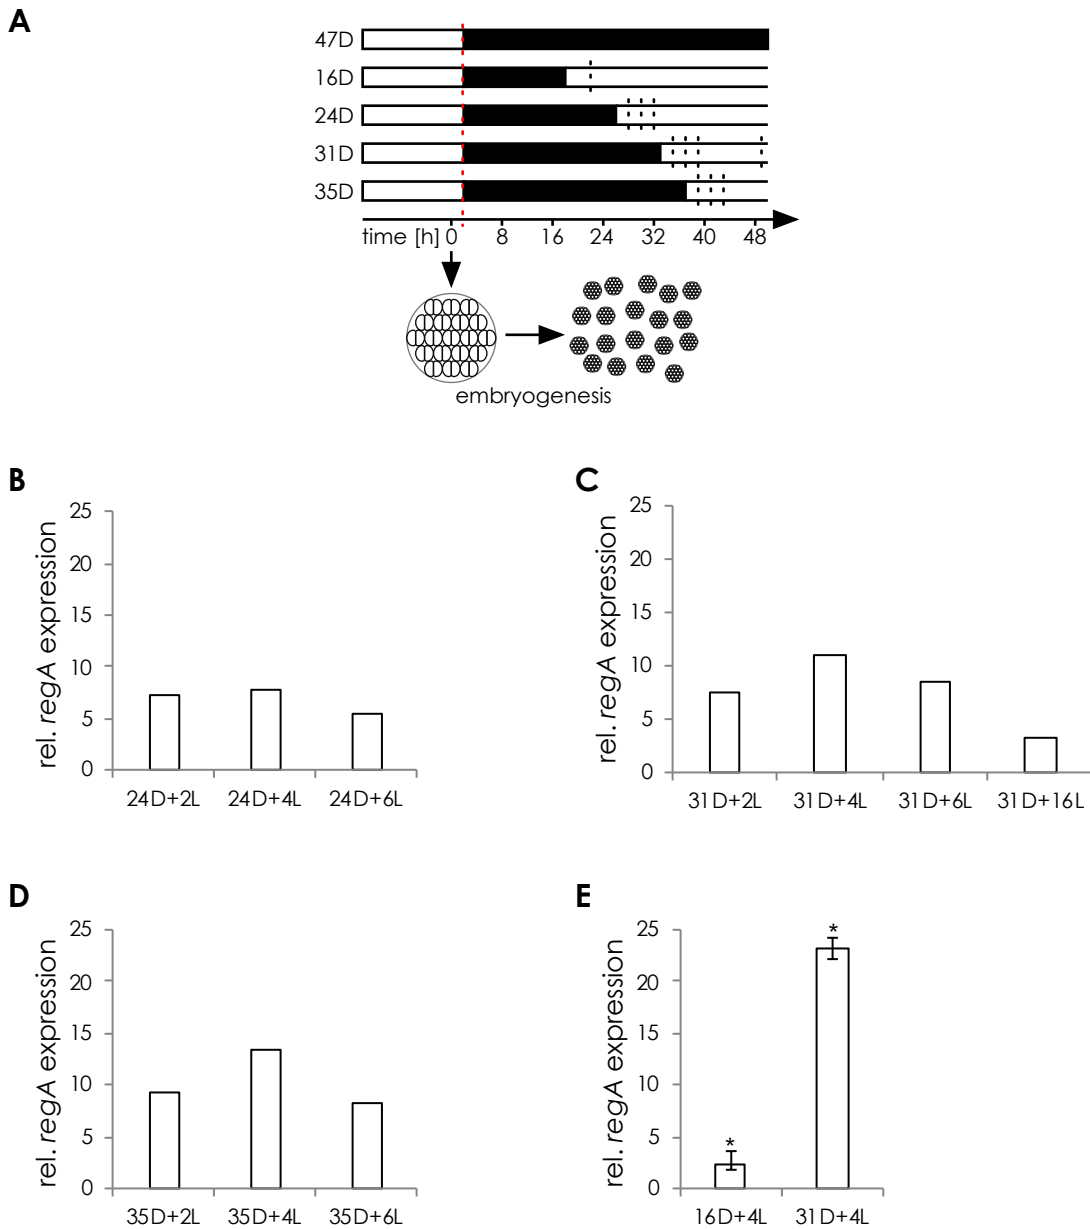 A
47D
16D
24D
31D
35D
time [h] 0 8 16 24 32 40 48
embryogenesis
B
rel. regA expression
25
20
15
10
5
0
24D+2L 24D+4L 24D+6L
C
rel. regA expression
25
20
15
10
5
0
31D+2L 31D+4L 31D+6L 31D+16L
D
rel. regA expression
25
20
15
10
5
0
35D+2L 35D+4L 35D+6L
E
rel. regA expression
25
20
15
10
5
0
*
*
16D+4L 31D+4L